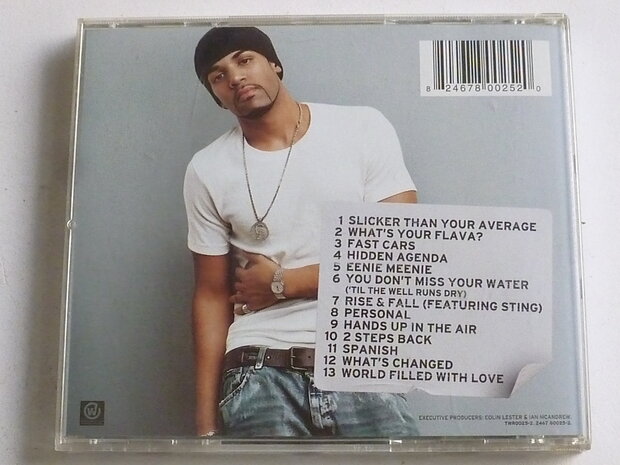 8 24678 00252 0
1 SLICKER THAN YOUR AVERAGE
2 WHAT'S YOUR FLAVA?
3 FAST CARS
4 HIDDEN AGENDA
5 EENIE MEENIE
6 YOU DON'T MISS YOUR WATER
('TIL THE WELL RUNS DRY)
7 RISE & FALL (FEATURING STING)
8 PERSONAL
9 HANDS UP IN THE AIR
10 2 STEPS BACK
11 SPANISH
12 WHAT'S CHANGED
13 WORLD FILLED WITH LOVE
EXECUTIVE PRODUCERS: COLIN LESTER & IAN MCANDREW.